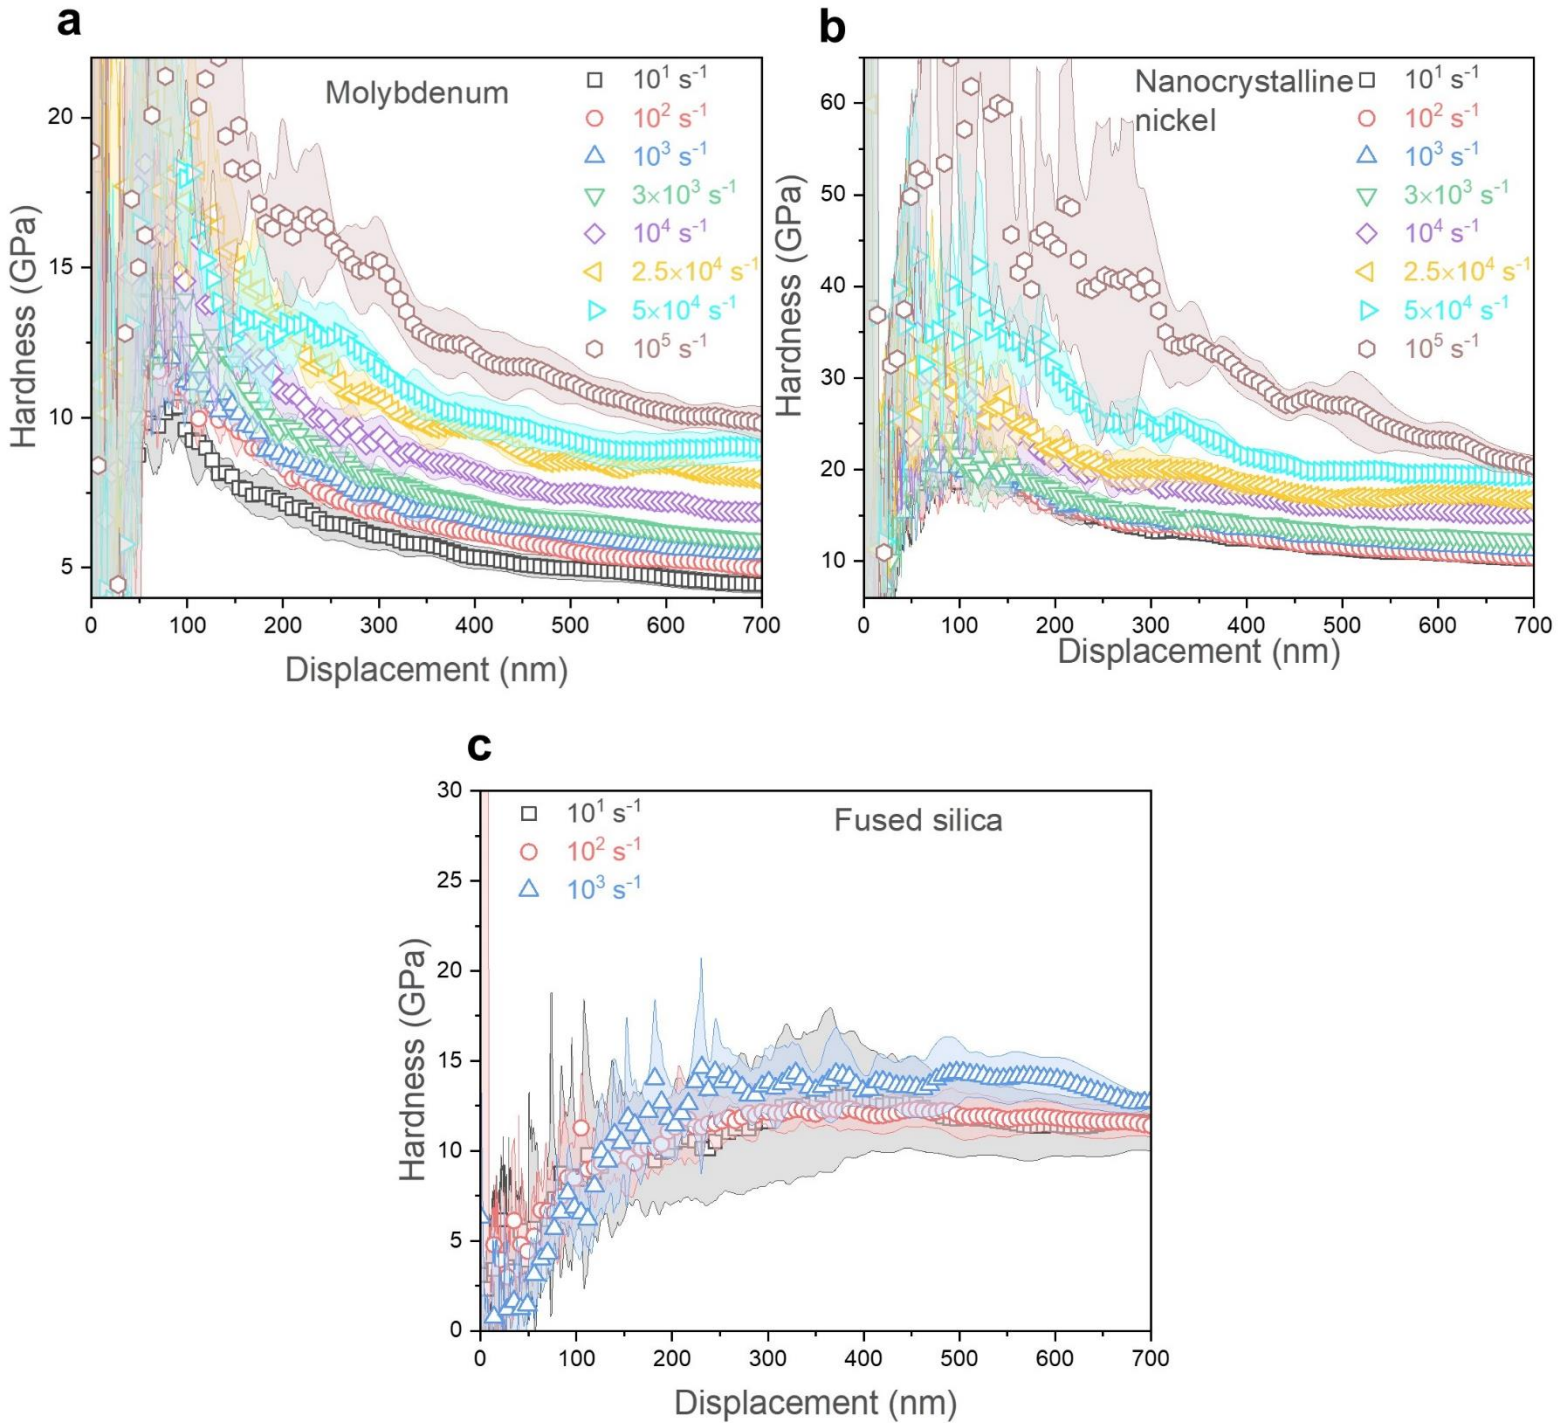 a
Molybdenum
10¹ s⁻¹
10² s⁻¹
10³ s⁻¹
3×10³ s⁻¹
10⁴ s⁻¹
2.5×10⁴ s⁻¹
5×10⁴ s⁻¹
10⁵ s⁻¹
Hardness (GPa)
20
15
10
5
0 100 200 300 400 500 600 700
Displacement (nm)
b
Nanocrystalline
nickel
10¹ s⁻¹
10² s⁻¹
10³ s⁻¹
3×10³ s⁻¹
10⁴ s⁻¹
2.5×10⁴ s⁻¹
5×10⁴ s⁻¹
10⁵ s⁻¹
Hardness (GPa)
60
50
40
30
20
10
0 100 200 300 400 500 600 700
Displacement (nm)
c
Fused silica
10¹ s⁻¹
10² s⁻¹
10³ s⁻¹
Hardness (GPa)
30
25
20
15
10
5
0
0 100 200 300 400 500 600 700
Displacement (nm)